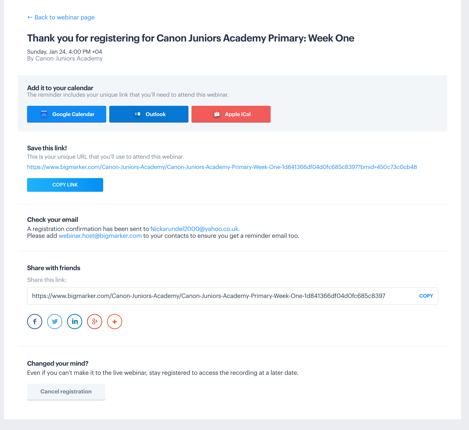 ← Back to webinar page
Thank you for registering for Canon Juniors Academy Primary: Week One
Sunday, Jan 24, 4:00 PM +04
By Canon Juniors Academy
Add it to your calendar
The reminder includes your unique link that you'll need to attend this webinar.
Google Calendar
Outlook
Apple iCal
Save this link!
This is your unique URL that you'll use to attend this webinar.
https://www.bigmarker.com/Canon-Juniors-Academy/Canon-Juniors-Academy-Primary-Week-One-1d841366df04d0fc685c8397?bmid=450c73c0cb48
COPY LINK
Check your email
A registration confirmation has been sent to Nickarundel2000@yahoo.co.uk.
Please add webinar.host@bigmarker.com to your contacts to ensure you get a reminder email too.
Share with friends
Share this link:
https://www.bigmarker.com/Canon-Juniors-Academy/Canon-Juniors-Academy-Primary-Week-One-1d841366df04d0fc685c8397
COPY
Changed your mind?
Even if you can't make it to the live webinar, stay registered to access the recording at a later date.
Cancel registration